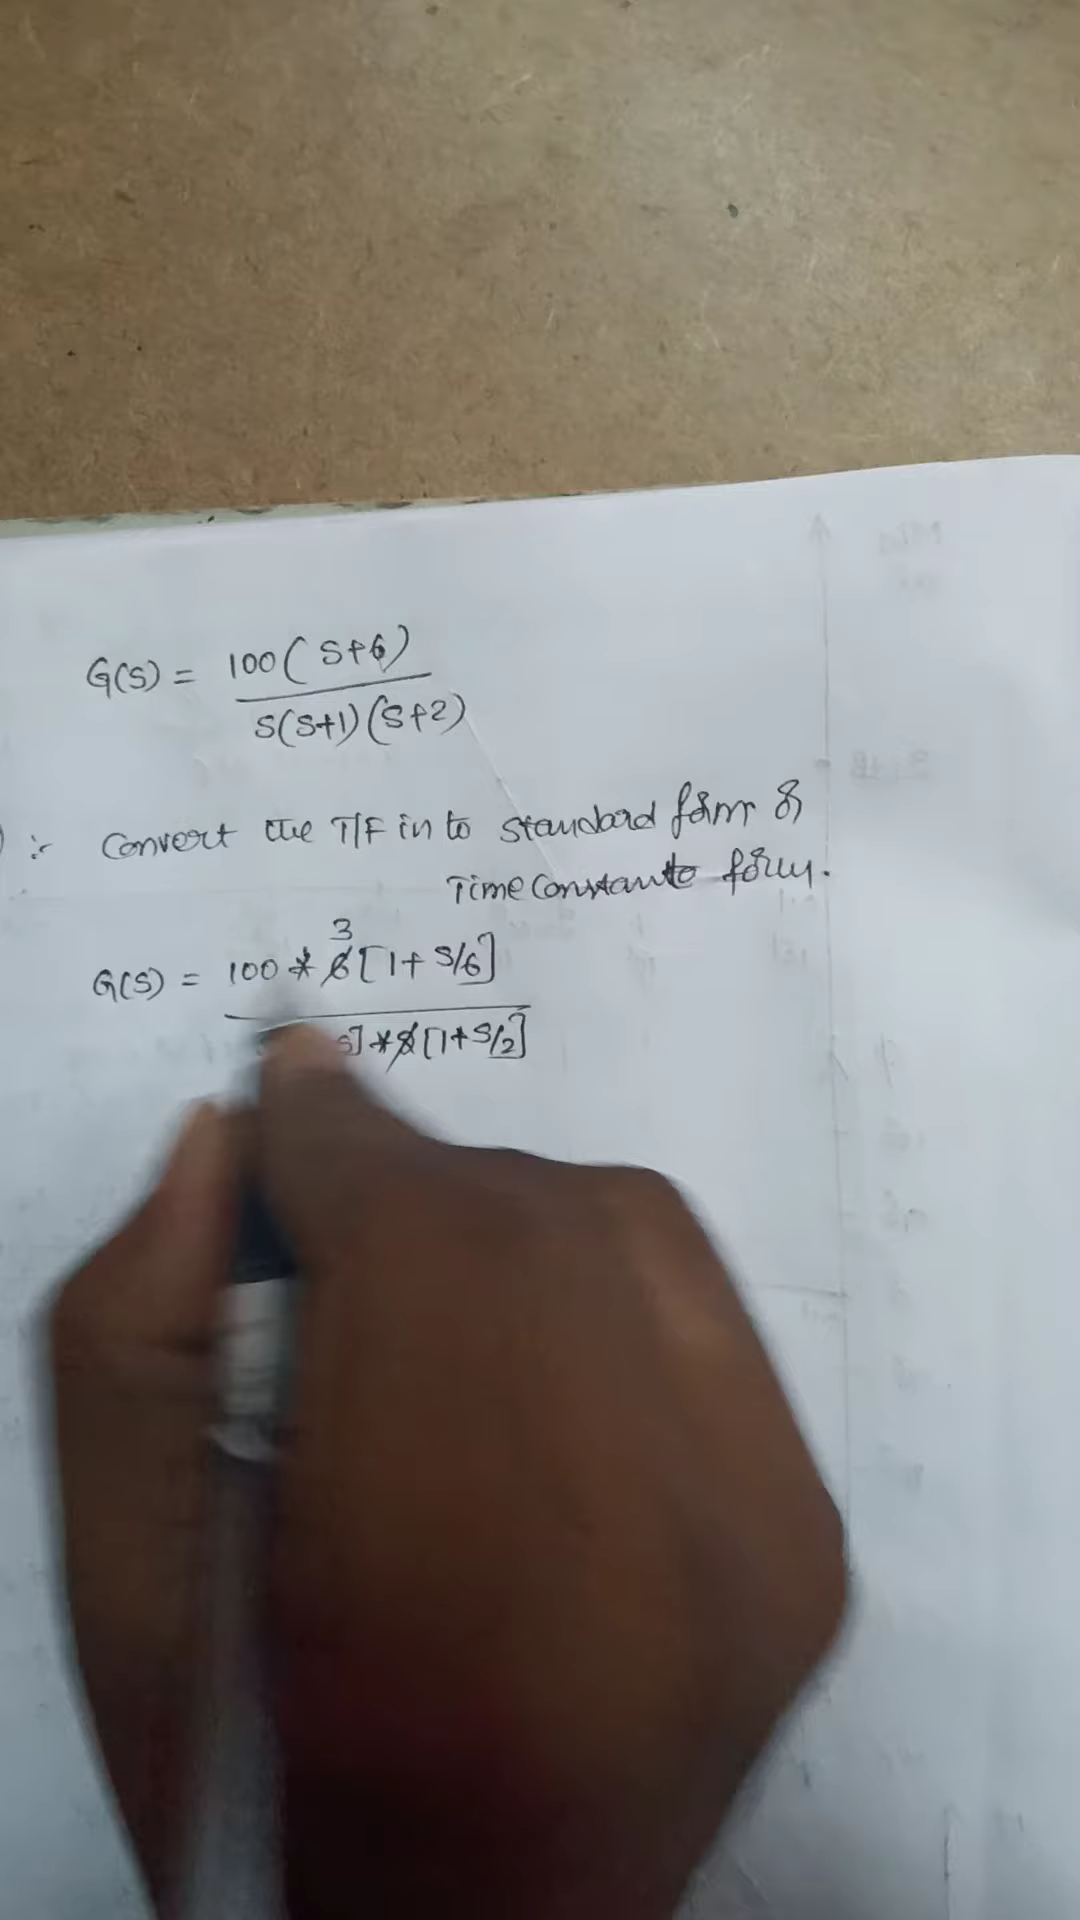 G(S) = 100(S+6)
S(S+1)(S+2)
:- Convert the T/F in to standard form or
Time Constante form.
3
G(S) = 100 * 6[1+S/6]
S]*2[1+S/2]